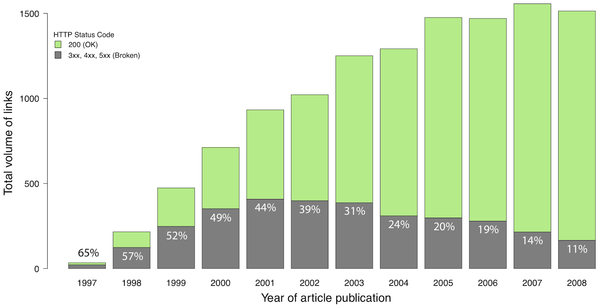 HTTP Status Code
200 (OK)
3xx, 4xx, 5xx (Broken)
Total volume of links
1500
1000
500
0
65%
57%
52%
49%
44%
39%
31%
24%
20%
19%
14%
11%
1997 1998 1999 2000 2001 2002 2003 2004 2005 2006 2007 2008
Year of article publication